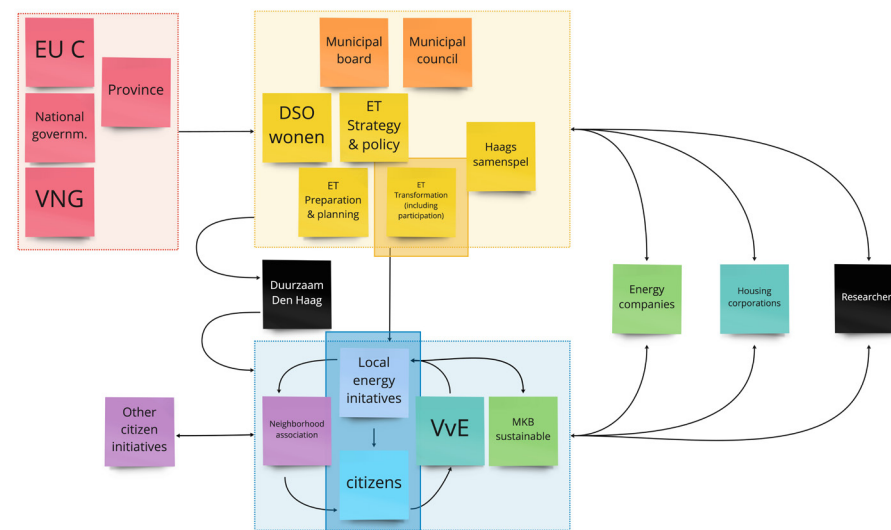 EU C
Province
National
governm.
VNG
Municipal
board
Municipal
council
DSO
wonen
ET
Strategy
& policy
Haags
samenspel
ET
Preparation
& planning
ET
Transformation
(including
participation)
Duurzaam
Den Haag
Energy
companies
Housing
corporations
Researcher
Local
energy
initatives
Other
citizen
initiatives
Neighborhood
association
VvE
MKB
sustainable
citizens